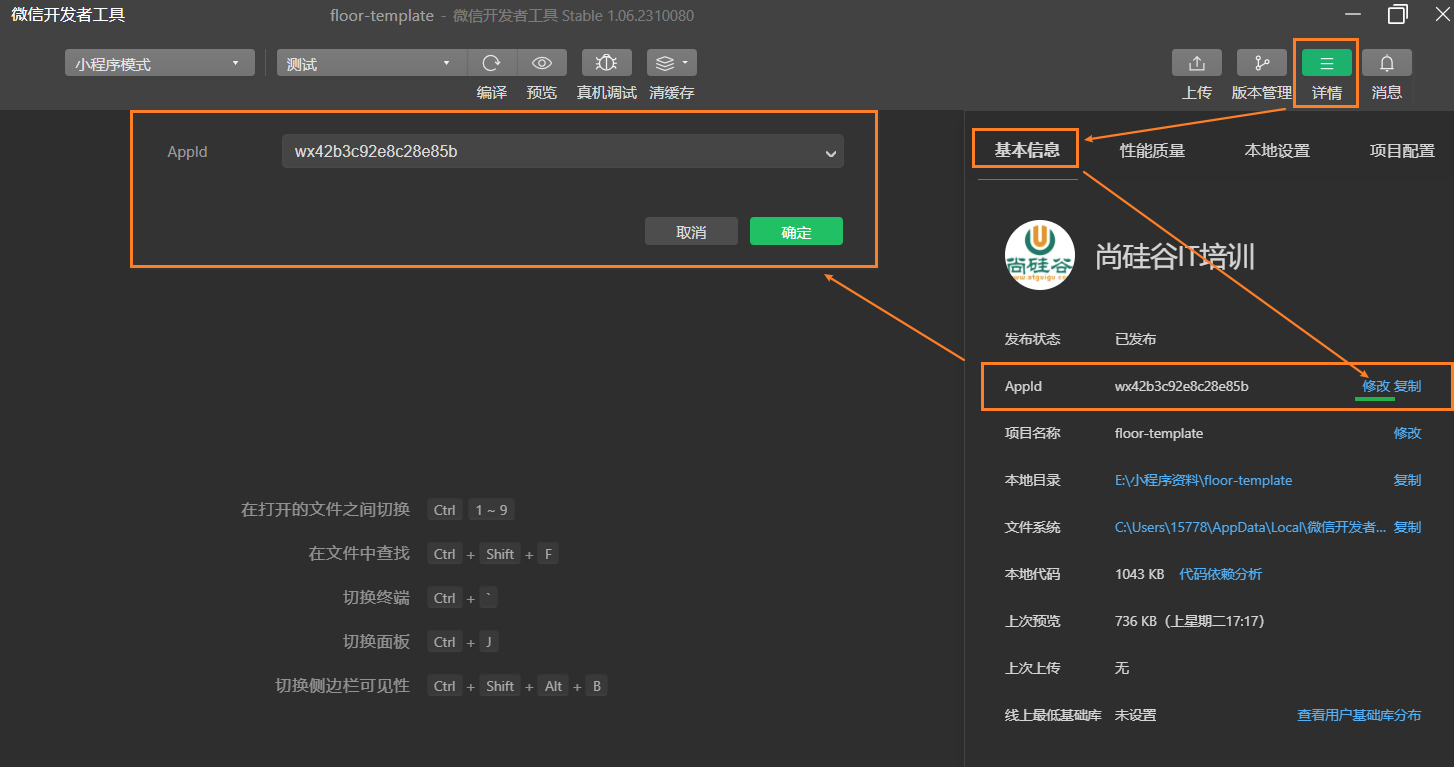 微信开发者工具
floor-template - 微信开发者工具 Stable 1.06.2310080
小程序模式
测试
编译
预览
真机调试
清缓存
上传
版本管理
详情
消息
AppId
wx42b3c92e8c28e85b
取消
确定
在打开的文件之间切换 Ctrl 1 ~ 9
在文件中查找 Ctrl + Shift + F
切换终端 Ctrl + `
切换面板 Ctrl + J
切换侧边栏可见性 Ctrl + Shift + Alt + B
基本信息
性能质量
本地设置
项目配置
尚硅谷
www.atguigu.co
尚硅谷IT培训
发布状态 已发布
AppId wx42b3c92e8c28e85b 修改 复制
项目名称 floor-template 修改
本地目录 E:\小程序资料\floor-template 复制
文件系统 C:\Users\15778\AppData\Local\微信开发者... 复制
本地代码 1043 KB 代码依赖分析
上次预览 736 KB（上星期二17:17）
上次上传 无
线上最低基础库 未设置 查看用户基础库分布